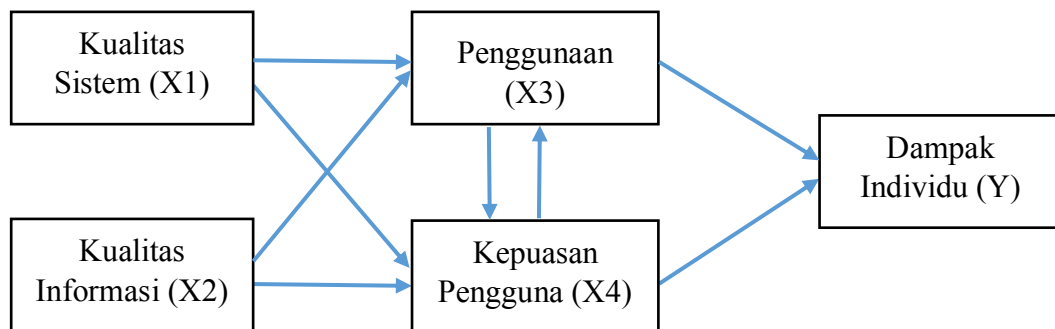 Kualitas
Sistem (X1)
Penggunaan
(X3)
Dampak
Individu (Y)
Kualitas
Informasi (X2)
Kepuasan
Pengguna (X4)